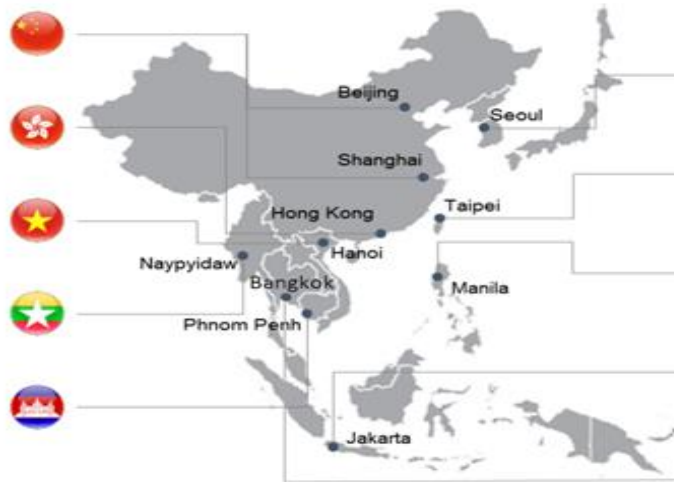 Beijing
Seoul
Shanghai
Taipei
Hong Kong
Hanoi
Naypyidaw
Bangkok
Manila
Phnom Penh
Jakarta